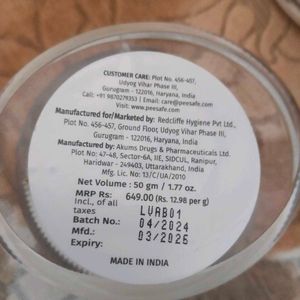 CUSTOMER CARE: Plot No. 456-457,
Udyog Vihar Phase III,
Gurugram - 122016, Haryana, India
Call: +91 9870279353 | Email: care@peesafe.com
Visit: www.peesafe.com
Manufactured for/Marketed by: Redcliffe Hygiene Pvt Ltd.,
Plot No. 456-457, Ground Floor, Udyog Vihar Phase III,
Gurugram - 122016, Haryana, India
Manufactured by: Akums Drugs & Pharmaceuticals Ltd.
Plot No: 47-48, Sector-6A, IIE, SIDCUL, Ranipur,
Haridwar - 249403, Uttarakhand, India
Mfg. Lic. No: 13/C/UA/2010
Net Volume : 50 gm / 1.77 oz.
MRP Rs: 649.00 (Rs. 12.98 per g)
Incl., of all
taxes
Batch No.: LVAB01
Mfd.: 04/2024
Expiry: 03/2026
MADE IN INDIA